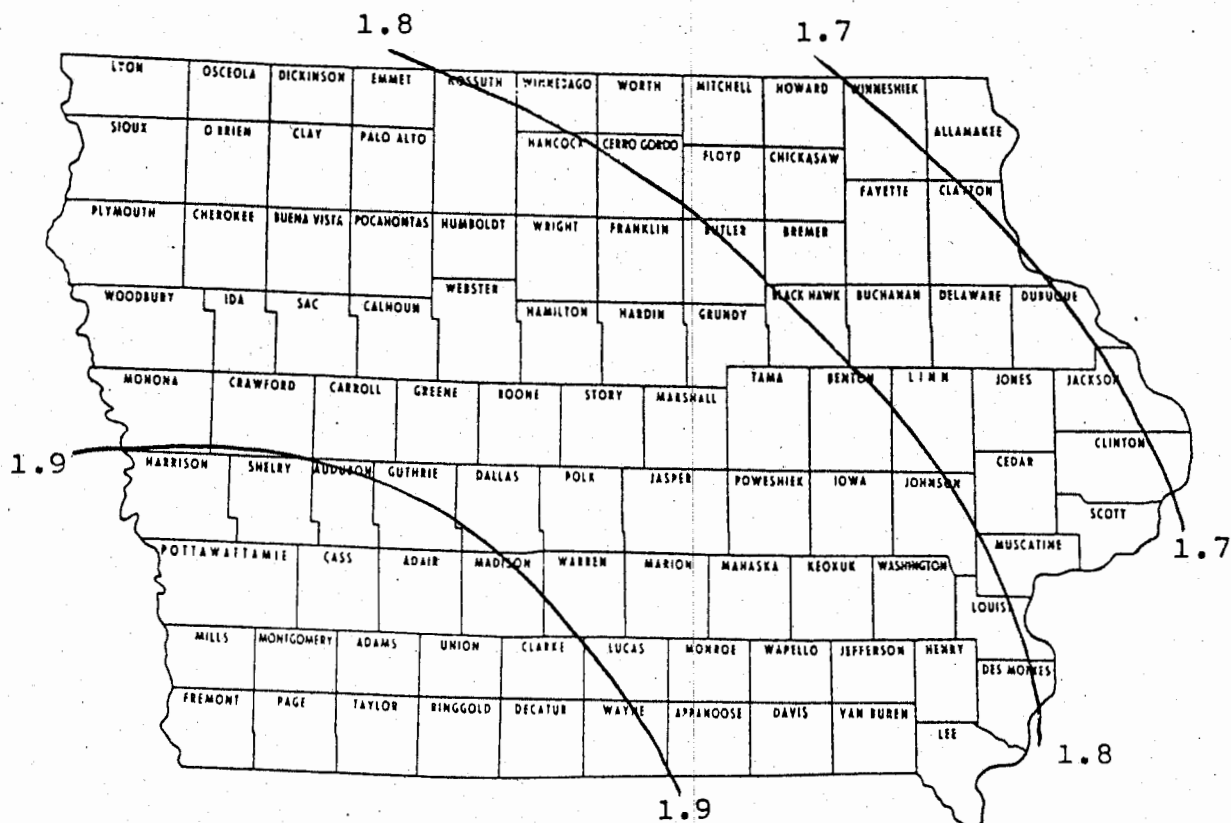 1.8
1.7
LYON OSCEOLA DICKINSON EMMET KOSSUTH WINNEBAGO WORTH MITCHELL HOWARD WINNESHIEK
ALLAMAKEE
SIOUX O BRIEN CLAY PALO ALTO HANCOCK CERRO GORDO FLOYD CHICKASAW
FAYETTE CLAYTON
PLYMOUTH CHEROKEE BUENA VISTA POCAHONTAS HUMBOLDT WRIGHT FRANKLIN BUTLER BREMER
WOODBURY IDA SAC CALHOUN WEBSTER HAMILTON HARDIN GRUNDY BLACK HAWK BUCHANAN DELAWARE DUBUQUE
MONONA CRAWFORD CARROLL GREENE BOONE STORY MARSHALL TAMA BENTON LINN JONES JACKSON
CLINTON
1.9
HARRISON SHELBY AUDUBON GUTHRIE DALLAS POLK JASPER POWESHIEK IOWA JOHNSON CEDAR
SCOTT
1.7
POTTAWATTAMIE CASS ADAIR MADISON WARREN MARION MAHASKA KEOKUK WASHINGTON MUSCATINE
LOUISA
MILLS MONTGOMERY ADAMS UNION CLARKE LUCAS MONROE WAPELLO JEFFERSON HENRY DES MOINES
FREMONT PAGE TAYLOR RINGGOLD DECATUR WAYNE APPANOOSE DAVIS VAN BUREN LEE
1.8
1.9